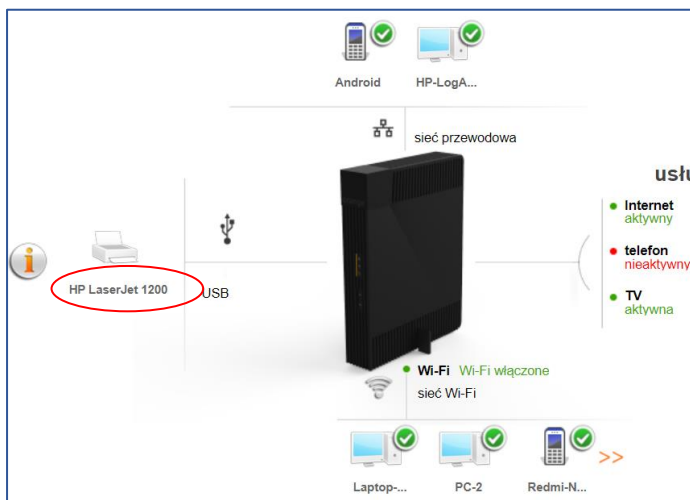 Android
HP-LogA...
sieć przewodowa
usłu
Internet
aktywny
telefon
nieaktywny
TV
aktywna
HP LaserJet 1200
USB
Wi-Fi Wi-Fi włączone
sieć Wi-Fi
Laptop-...
PC-2
Redmi-N...
>>